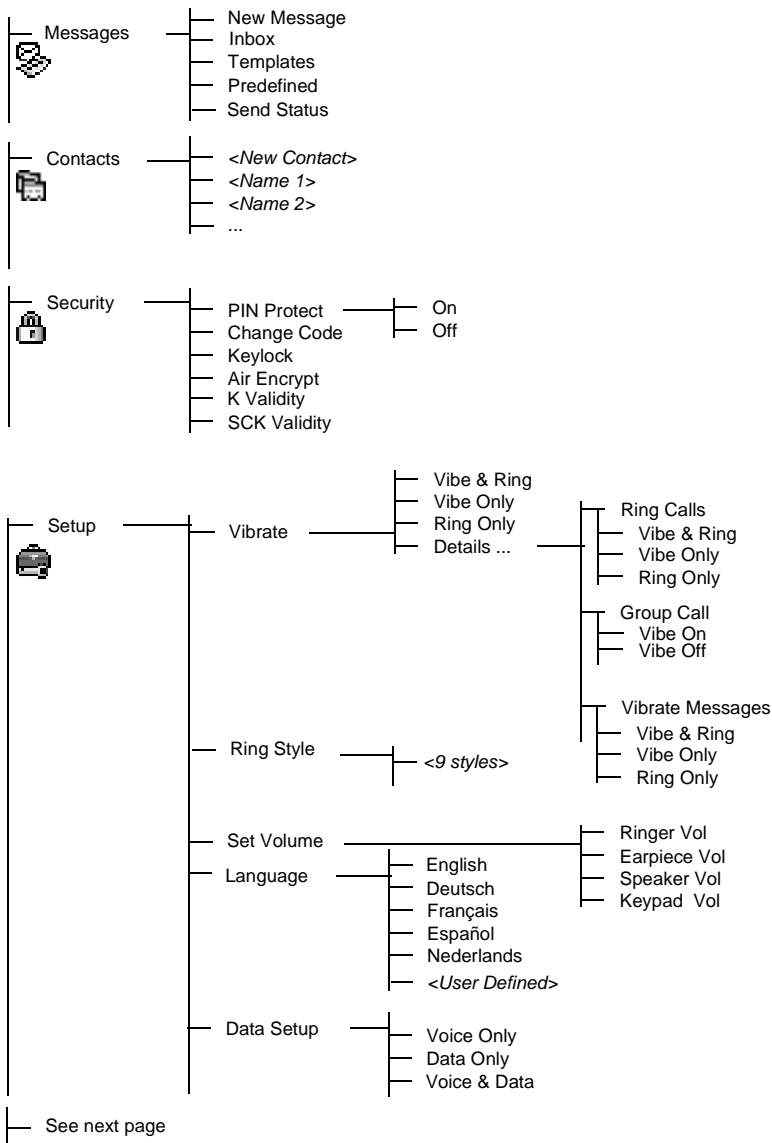 Messages
New Message
Inbox
Templates
Predefined
Send Status
Contacts
<New Contact>
<Name 1>
<Name 2>
...
Security
PIN Protect
On
Off
Change Code
Keylock
Air Encrypt
K Validity
SCK Validity
Setup
Vibrate
Vibe & Ring
Vibe Only
Ring Only
Details ...
Ring Calls
Vibe & Ring
Vibe Only
Ring Only
Group Call
Vibe On
Vibe Off
Vibrate Messages
Vibe & Ring
Vibe Only
Ring Only
Ring Style
<9 styles>
Set Volume
Ringer Vol
Earpiece Vol
Speaker Vol
Keypad Vol
Language
English
Deutsch
Français
Español
Nederlands
<User Defined>
Data Setup
Voice Only
Data Only
Voice & Data
See next page